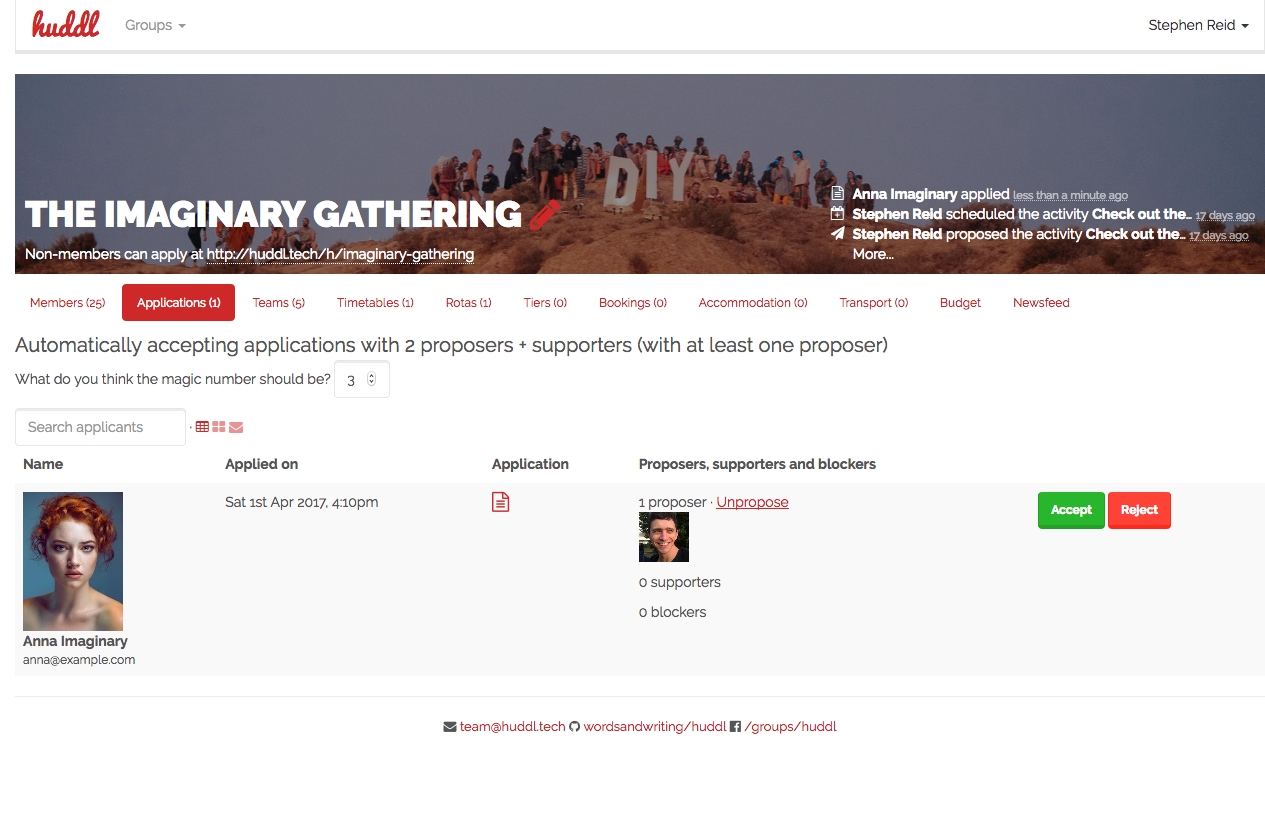 huddl Groups Stephen Reid
DIY
Anna Imaginary applied less than a minute ago
Stephen Reid scheduled the activity Check out the... 17 days ago
Stephen Reid proposed the activity Check out the... 17 days ago
More...
THE IMAGINARY GATHERING
Non-members can apply at http://huddl.tech/h/imaginary-gathering
Members (25) Applications (1) Teams (5) Timetables (1) Rotas (1) Tiers (0) Bookings (0) Accommodation (0) Transport (0) Budget Newsfeed
Automatically accepting applications with 2 proposers + supporters (with at least one proposer)
What do you think the magic number should be? 3
Search applicants ·
Name Applied on Application Proposers, supporters and blockers
Sat 1st Apr 2017, 4:10pm 1 proposer · Unpropose Accept Reject
0 supporters
0 blockers
Anna Imaginary
anna@example.com
team@huddl.tech wordsandwriting/huddl /groups/huddl